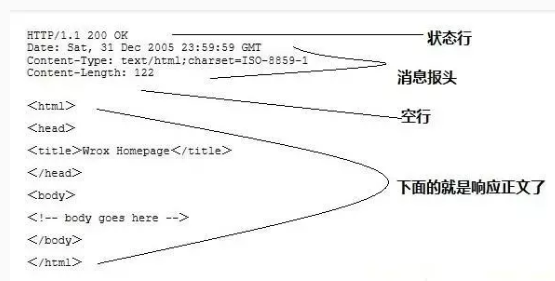 HTTP/1.1 200 OK
状态行
Date: Sat, 31 Dec 2005 23:59:59 GMT
Content-Type: text/html;charset=ISO-8859-1
消息报头
Content-Length: 122
空行
<html>
<head>
<title>Wrox Homepage</title>
</head>
下面的就是响应正文了
<body>
<!-- body goes here -->
</body>
</html>